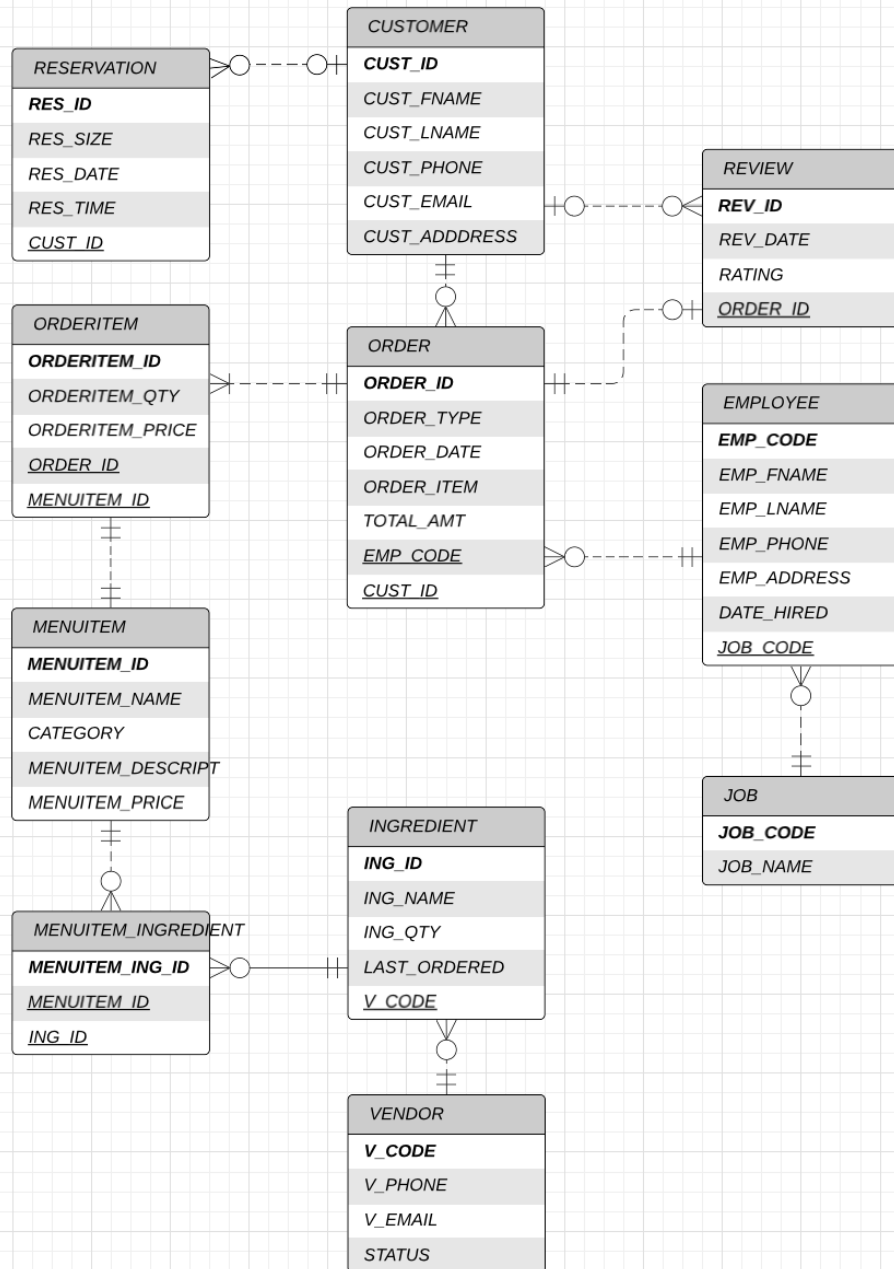 CUSTOMER
CUST_ID
CUST_FNAME
CUST_LNAME
CUST_PHONE
CUST_EMAIL
CUST_ADDDRESS
RESERVATION
RES_ID
RES_SIZE
RES_DATE
RES_TIME
CUST_ID
REVIEW
REV_ID
REV_DATE
RATING
ORDER_ID
ORDERITEM
ORDERITEM_ID
ORDERITEM_QTY
ORDERITEM_PRICE
ORDER_ID
MENUITEM_ID
ORDER
ORDER_ID
ORDER_TYPE
ORDER_DATE
ORDER_ITEM
TOTAL_AMT
EMP_CODE
CUST_ID
EMPLOYEE
EMP_CODE
EMP_FNAME
EMP_LNAME
EMP_PHONE
EMP_ADDRESS
DATE_HIRED
JOB_CODE
MENUITEM
MENUITEM_ID
MENUITEM_NAME
CATEGORY
MENUITEM_DESCRIPT
MENUITEM_PRICE
JOB
JOB_CODE
JOB_NAME
INGREDIENT
ING_ID
ING_NAME
ING_QTY
LAST_ORDERED
V_CODE
MENUITEM_INGREDIENT
MENUITEM_ING_ID
MENUITEM_ID
ING_ID
VENDOR
V_CODE
V_PHONE
V_EMAIL
STATUS